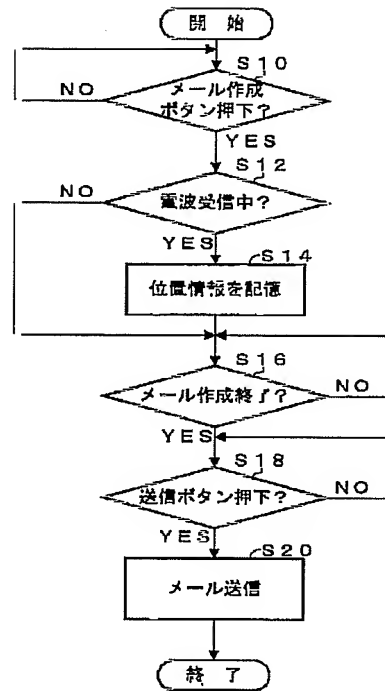 開 始
S10
NO
メール作成
ボタン押下?
YES
S12
NO
電波受信中?
YES
S14
位置情報を記憶
S16
メール作成終了?
NO
YES
S18
送信ボタン押下?
NO
YES
S20
メール送信
終 了